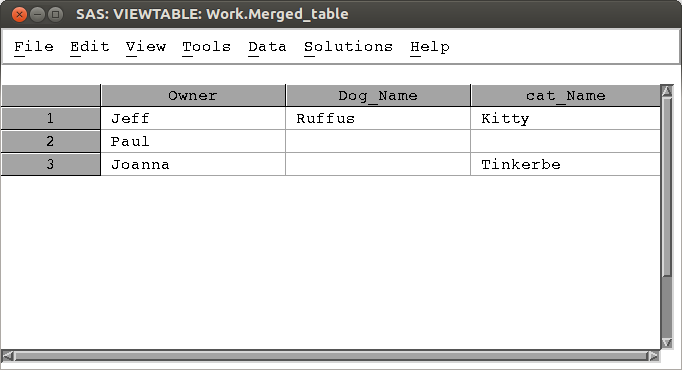 SAS: VIEWTABLE: Work.Merged_table
File Edit View Tools Data Solutions Help
Owner Dog_Name cat_Name
1 Jeff Ruffus Kitty
2 Paul
3 Joanna Tinkerbe